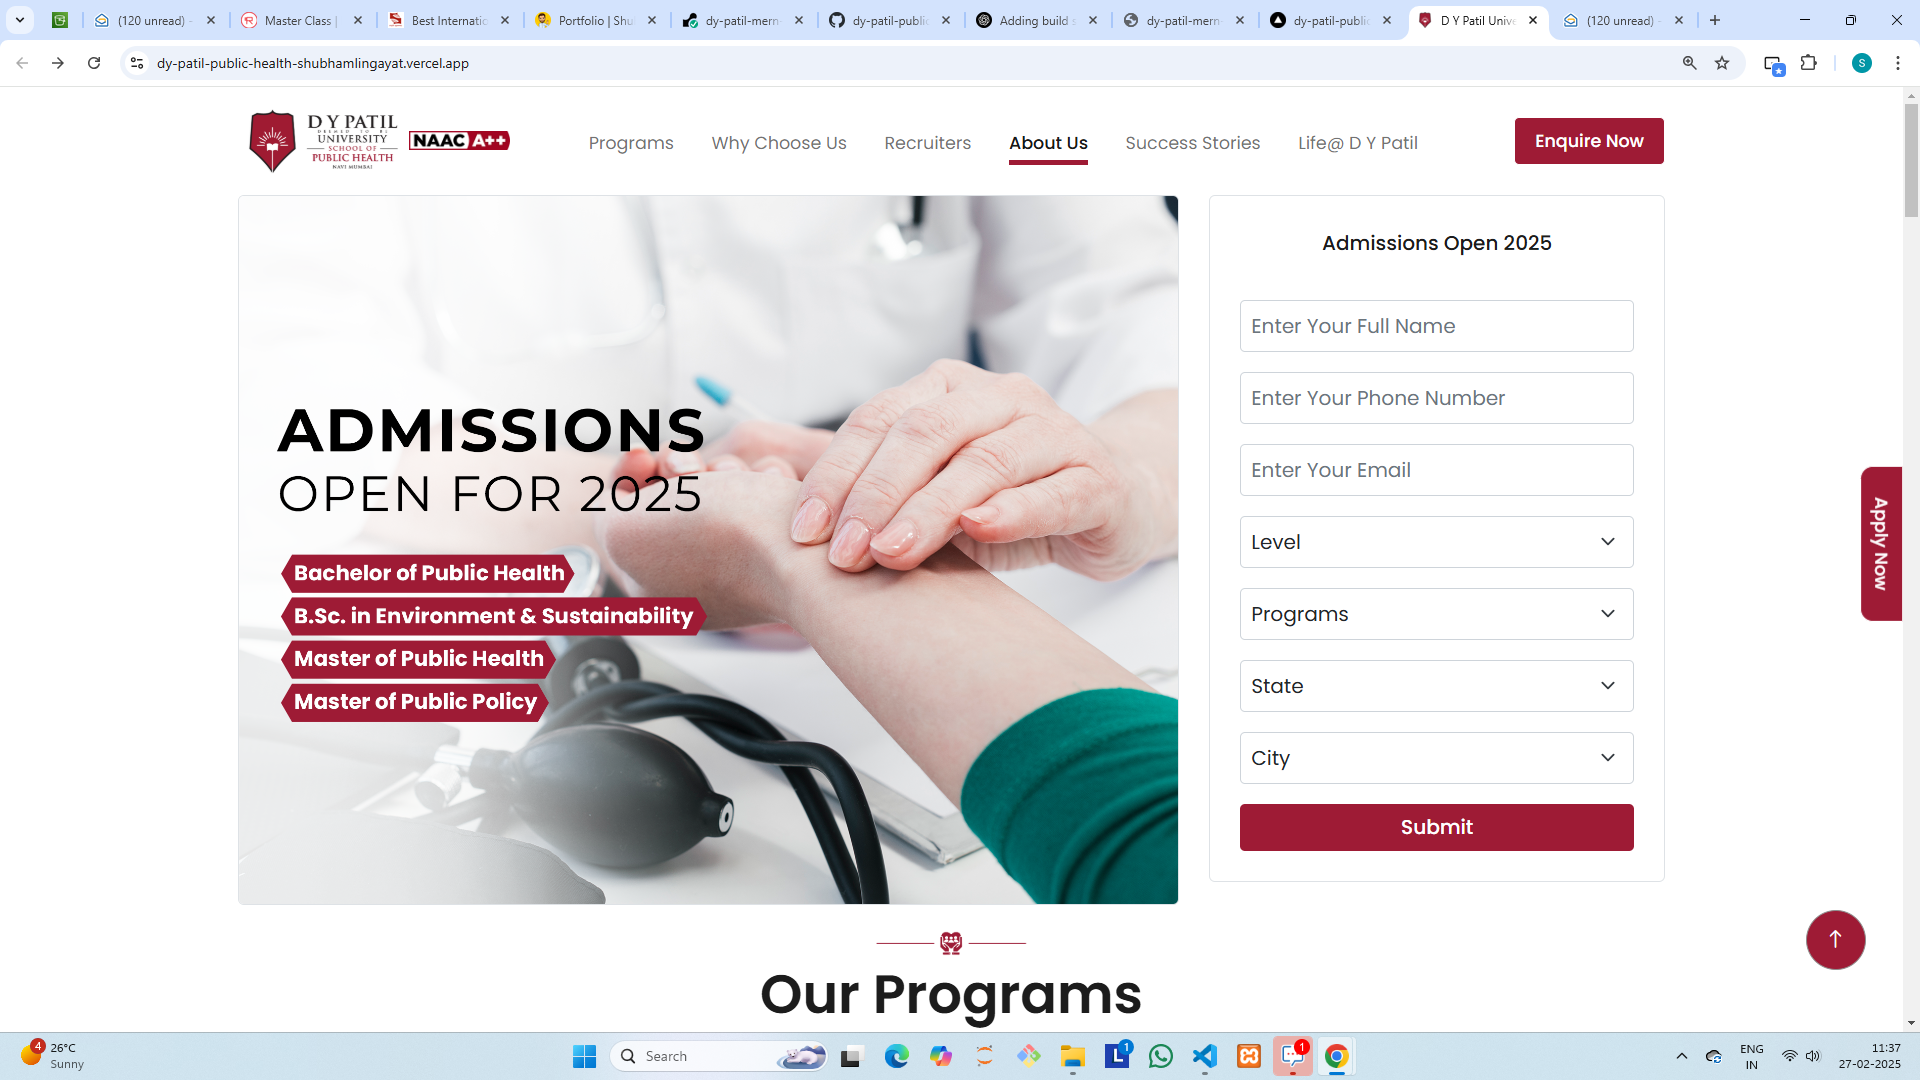 (120 unread) -
Master Class |
Best Internatio
Portfolio | Shu
dy-patil-mern-
dy-patil-public
Adding build s
dy-patil-mern-
dy-patil-public
D Y Patil Unive
(120 unread) -
dy-patil-public-health-shubhamlingayat.vercel.app
S
D Y PATIL
DEEMED TO BE
UNIVERSITY
SCHOOL OF
PUBLIC HEALTH
NAVI MUMBAI
NAAC A++
Programs
Why Choose Us
Recruiters
About Us
Success Stories
Life@ D Y Patil
Enquire Now
ADMISSIONS
OPEN FOR 2025
Bachelor of Public Health
B.Sc. in Environment & Sustainability
Master of Public Health
Master of Public Policy
Admissions Open 2025
Enter Your Full Name
Enter Your Phone Number
Enter Your Email
Level
Programs
State
City
Submit
Apply Now
Our Programs
4
26°C
Sunny
Search
L
1
1
ENG
IN
11:37
27-02-2025